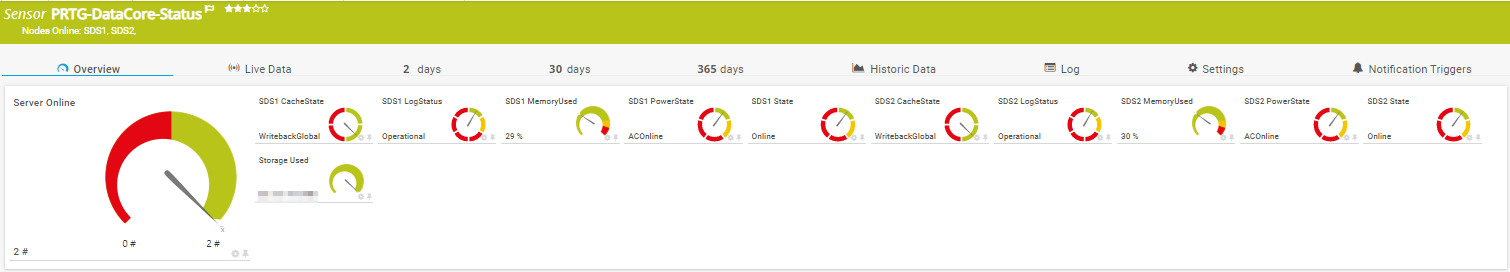 Sensor PRTG-DataCore-Status
Nodes Online: SDS1, SDS2,
Overview
Live Data
2 days
30 days
365 days
Historic Data
Log
Settings
Notification Triggers
Server Online
0 #
2 #
2 #
SDS1 CacheState
WritebackGlobal
SDS1 LogStatus
Operational
SDS1 MemoryUsed
29 %
SDS1 PowerState
ACOnline
SDS1 State
Online
SDS2 CacheState
WritebackGlobal
SDS2 LogStatus
Operational
SDS2 MemoryUsed
30 %
SDS2 PowerState
ACOnline
SDS2 State
Online
Storage Used